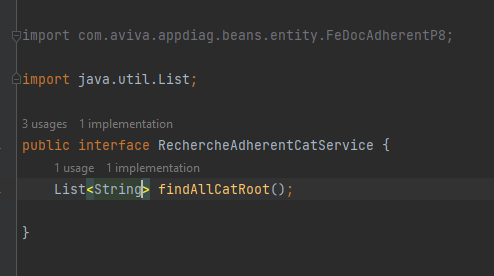 import com.aviva.appdiag.beans.entity.FeDocAdherentP8;
import java.util.List;
3 usages 1 implementation
public interface RechercheAdherentCatService {
1 usage 1 implementation
List<String> findAllCatRoot();
}